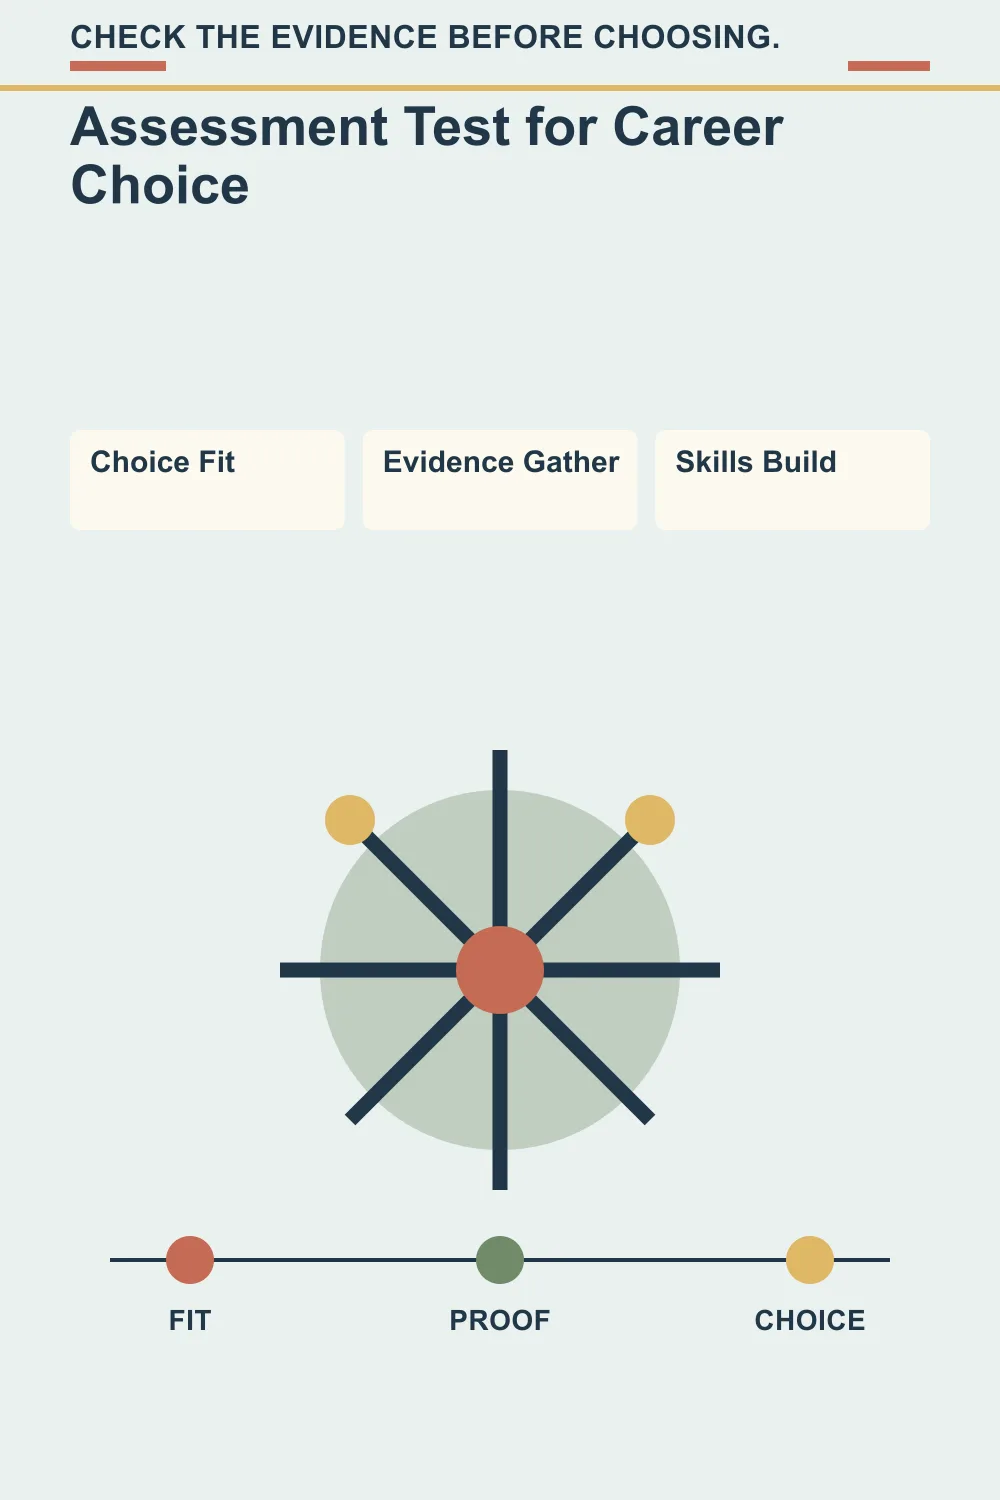 CHECK THE EVIDENCE BEFORE CHOOSING.
Assessment Test for Career
Choice
Choice Fit
Evidence Gather
Skills Build
FIT
PROOF
CHOICE